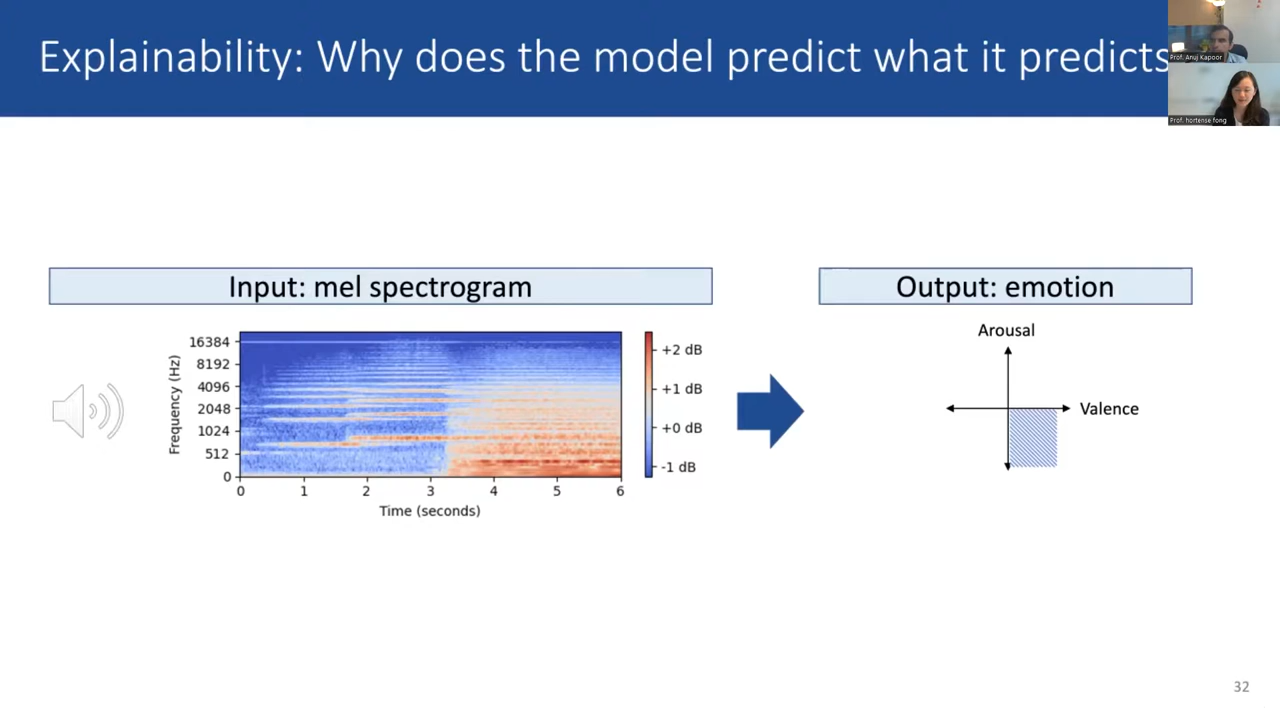 Explainability: Why does the model predict what it predicts
Prof. Anuj Kapoor
Prof. hortense fong
Input: mel spectrogram
Output: emotion
Frequency (Hz)
16384
8192
4096
2048
1024
512
0
0 1 2 3 4 5 6
Time (seconds)
+2 dB
+1 dB
+0 dB
-1 dB
Arousal
Valence
32